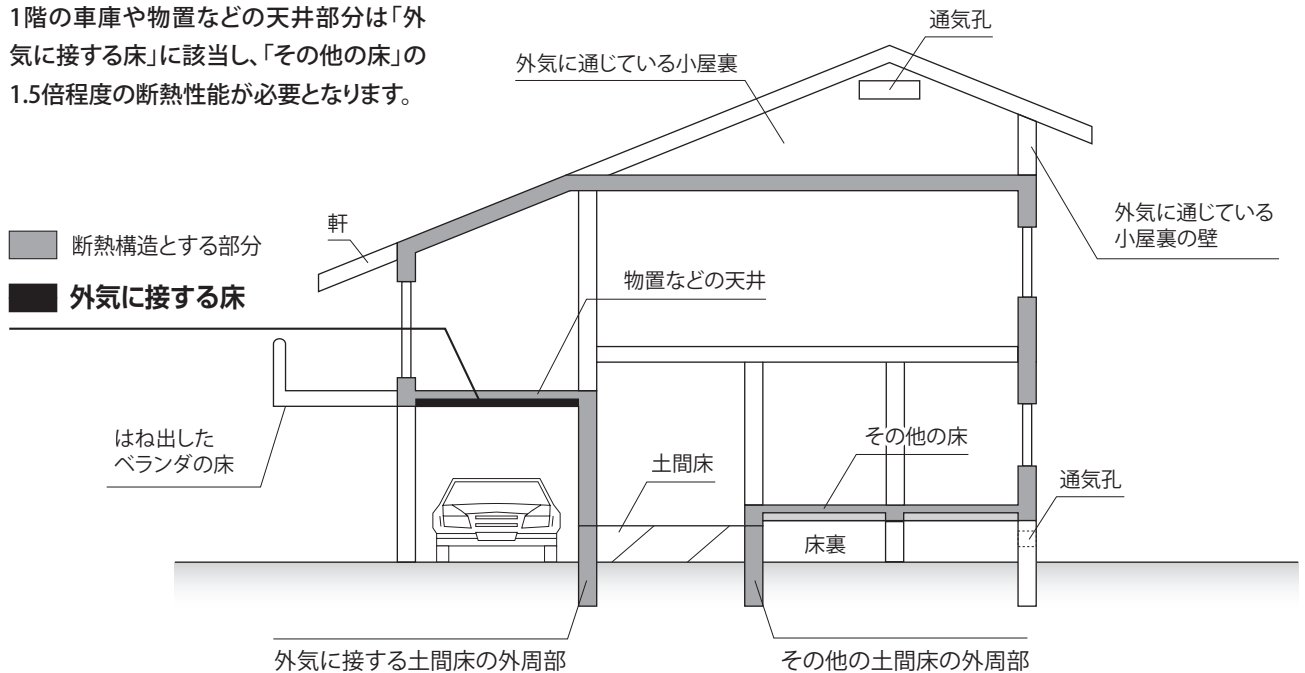 1階の車庫や物置などの天井部分は「外
気に接する床」に該当し、「その他の床」の
1.5倍程度の断熱性能が必要となります。
通気孔
外気に通じている小屋裏
軒
外気に通じている
小屋裏の壁
断熱構造とする部分
外気に接する床
物置などの天井
はね出した
ベランダの床
土間床
その他の床
通気孔
床裏
外気に接する土間床の外周部
その他の土間床の外周部